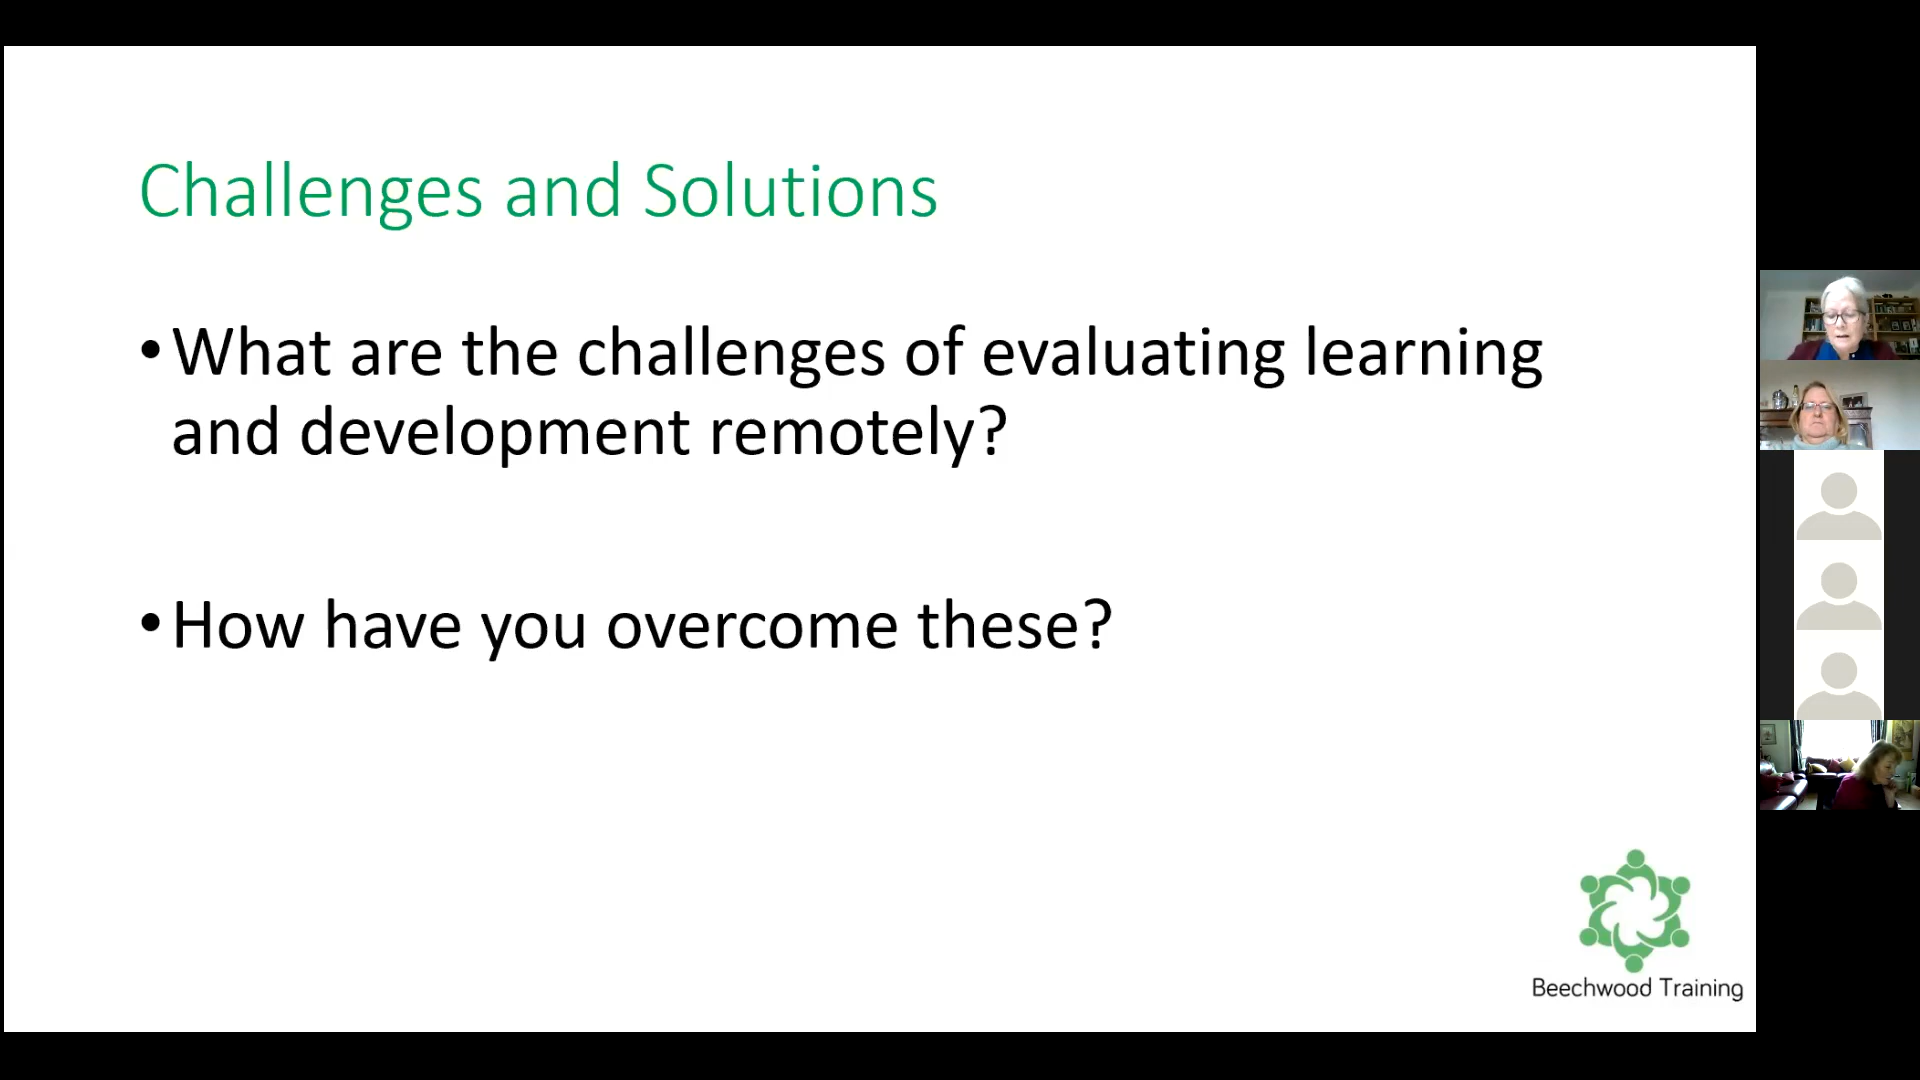 Challenges and Solutions
•What are the challenges of evaluating learning
and development remotely?
•How have you overcome these?
Beechwood Training